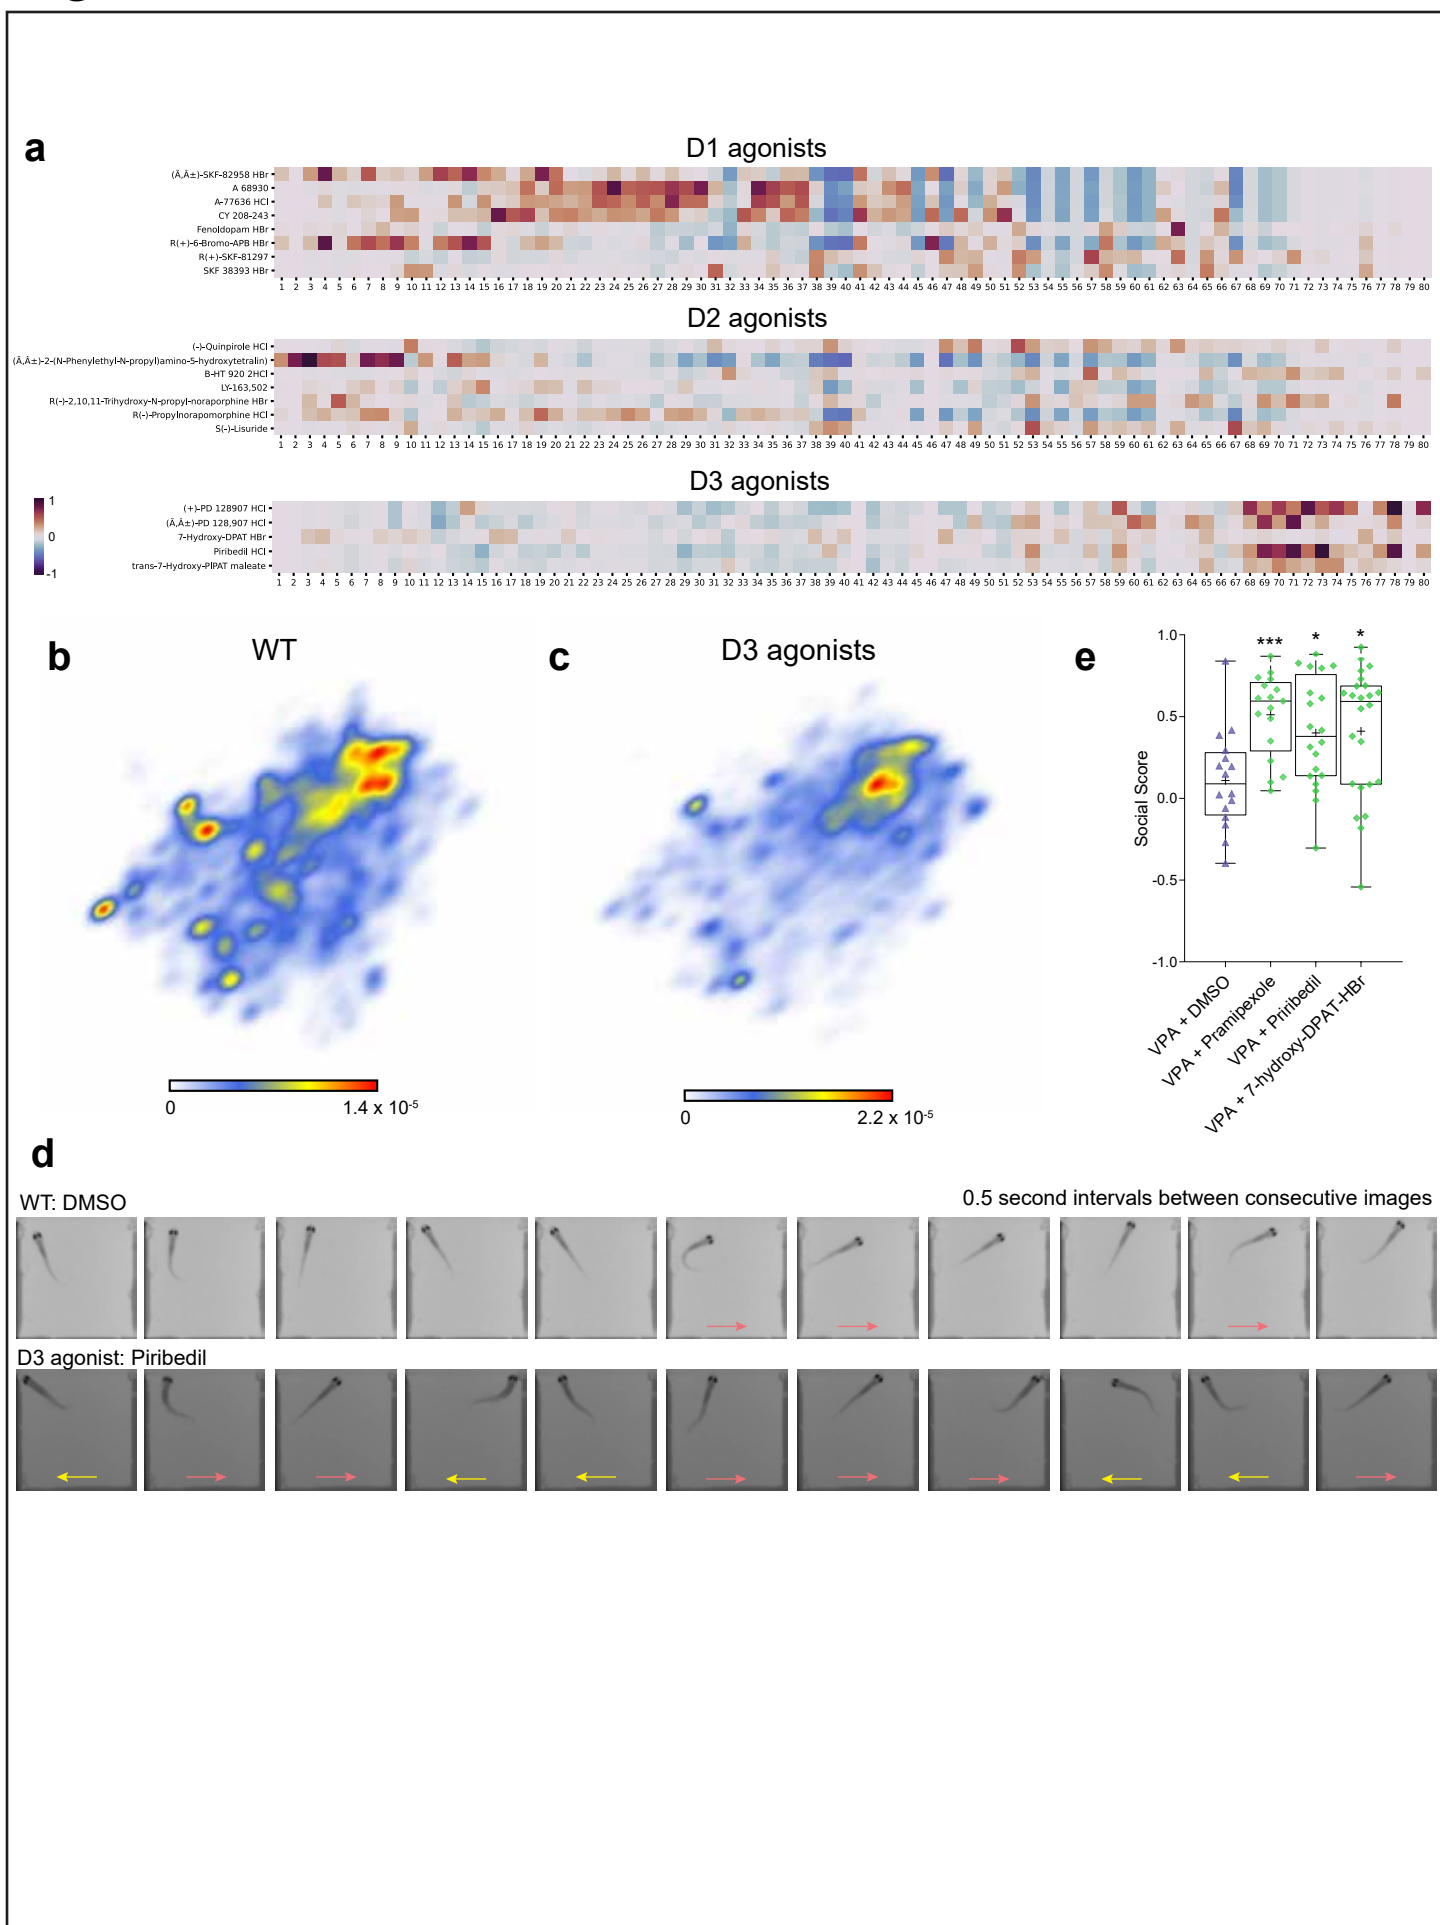 a
D1 agonists
(Ã,Â±)-SKF-82958 HBr
A 68930
A-77636 HCl
CY 208-243
Fenoldopam HBr
R(+)-6-Bromo-APB HBr
R(+)-SKF-81297
SKF 38393 HBr
1 2 3 4 5 6 7 8 9 10 11 12 13 14 15 16 17 18 19 20 21 22 23 24 25 26 27 28 29 30 31 32 33 34 35 36 37 38 39 40 41 42 43 44 45 46 47 48 49 50 51 52 53 54 55 56 57 58 59 60 61 62 63 64 65 66 67 68 69 70 71 72 73 74 75 76 77 78 79 80
D2 agonists
(-)-Quinpirole HCl
(Ã,Â±)-2-(N-Phenylethyl-N-propyl)amino-5-hydroxytetralin)
B-HT 920 2HCl
LY-163,502
R(-)-2,10,11-Trihydroxy-N-propyl-noraporphine HBr
R(-)-Propylnorapomorphine HCl
S(-)-Lisuride
1 2 3 4 5 6 7 8 9 10 11 12 13 14 15 16 17 18 19 20 21 22 23 24 25 26 27 28 29 30 31 32 33 34 35 36 37 38 39 40 41 42 43 44 45 46 47 48 49 50 51 52 53 54 55 56 57 58 59 60 61 62 63 64 65 66 67 68 69 70 71 72 73 74 75 76 77 78 79 80
D3 agonists
1
0
-1
(+)-PD 128907 HCl
(Ã,Â±)-PD 128,907 HCl
7-Hydroxy-DPAT HBr
Piribedil HCl
trans-7-Hydroxy-PIPAT maleate
1 2 3 4 5 6 7 8 9 10 11 12 13 14 15 16 17 18 19 20 21 22 23 24 25 26 27 28 29 30 31 32 33 34 35 36 37 38 39 40 41 42 43 44 45 46 47 48 49 50 51 52 53 54 55 56 57 58 59 60 61 62 63 64 65 66 67 68 69 70 71 72 73 74 75 76 77 78 79 80
b
WT
0
1.4 x 10-5
c
D3 agonists
0
2.2 x 10-5
e
Social Score
1.0
0.5
0.0
-0.5
-1.0
***
*
*
VPA + DMSO
VPA + Pramipexole
VPA + Priribedil
VPA + 7-hydroxy-DPAT-HBr
d
WT: DMSO
0.5 second intervals between consecutive images
D3 agonist: Piribedil